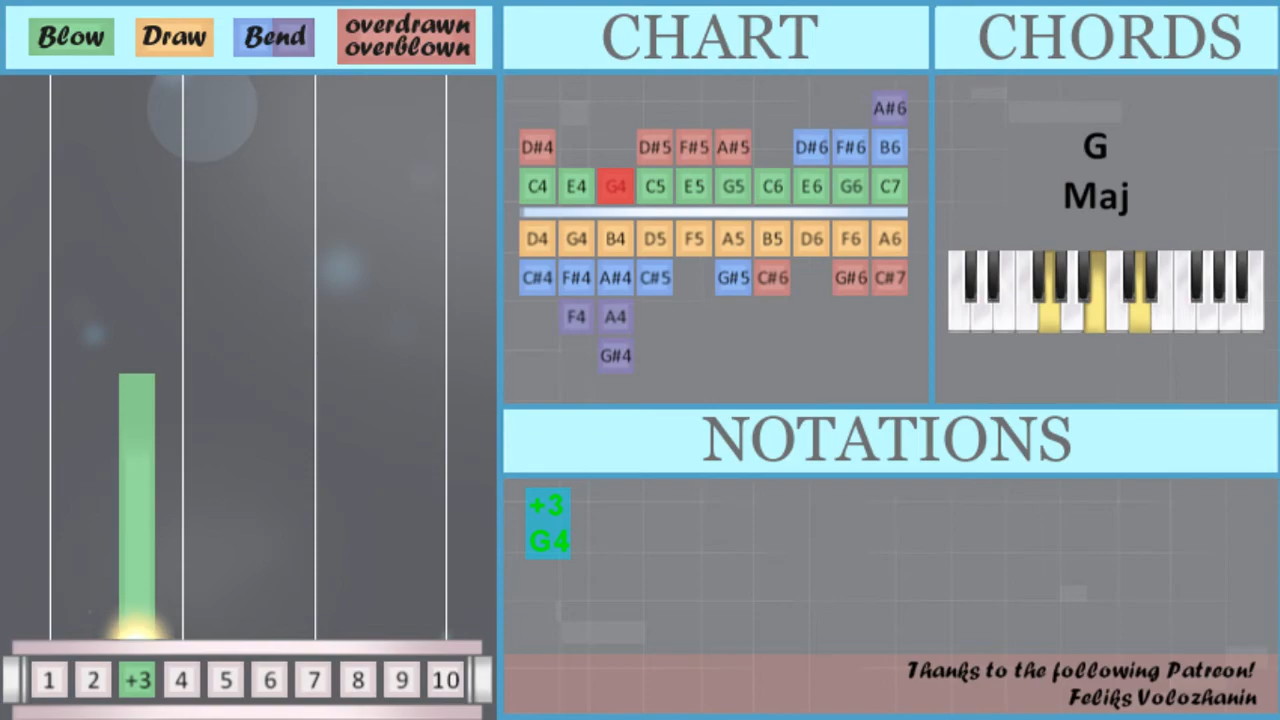 Blow Draw Bend overdrawn
overblown
CHART
CHORDS
A#6
D#4 D#5 F#5 A#5 D#6 F#6 B6
C4 E4 G4 C5 E5 G5 C6 E6 G6 C7
D4 G4 B4 D5 F5 A5 B5 D6 F6 A6
C#4 F#4 A#4 C#5 G#5 C#6 G#6 C#7
F4 A4
G#4
G
Maj
NOTATIONS
+3
G4
1 2 +3 4 5 6 7 8 9 10
Thanks to the following Patreon!
Feliks Volozhanin